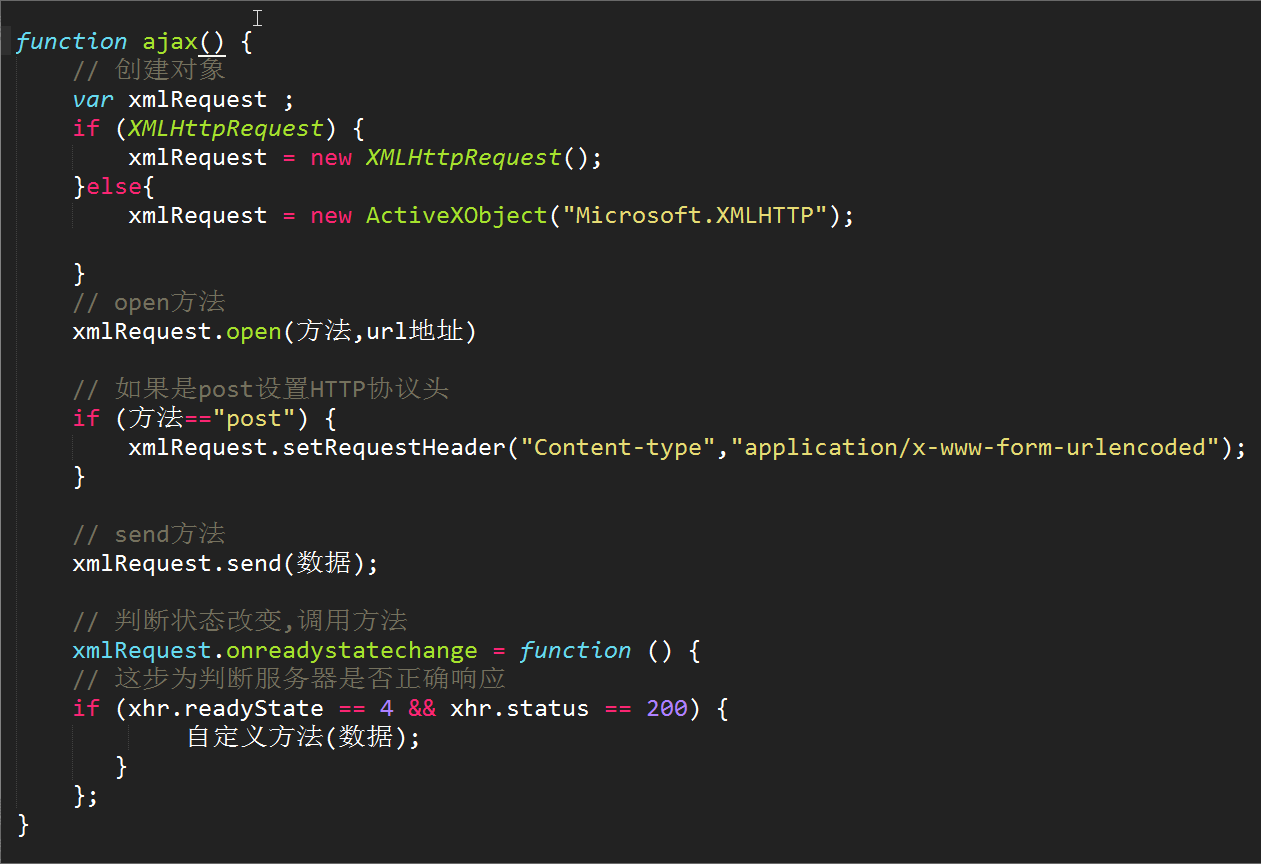 function ajax() {
    // 创建对象
    var xmlRequest ;
    if (XMLHttpRequest) {
        xmlRequest = new XMLHttpRequest();
    }else{
        xmlRequest = new ActiveXObject("Microsoft.XMLHTTP");
    }
    // open方法
    xmlRequest.open(方法,url地址)
    // 如果是post设置HTTP协议头
    if (方法=="post") {
        xmlRequest.setRequestHeader("Content-type","application/x-www-form-urlencoded");
    }
    // send方法
    xmlRequest.send(数据);
    // 判断状态改变,调用方法
    xmlRequest.onreadystatechange = function () {
    // 这步为判断服务器是否正确响应
    if (xhr.readyState == 4 && xhr.status == 200) {
            自定义方法(数据);
       }
    };
}